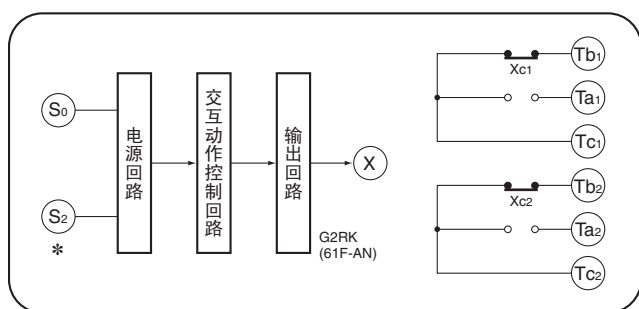 S0
S2
*
电源回路
交互动作控制回路
输出回路
X
G2RK
(61F-AN)
Xc1
Tb1
Ta1
Tc1
Xc2
Tb2
Ta2
Tc2